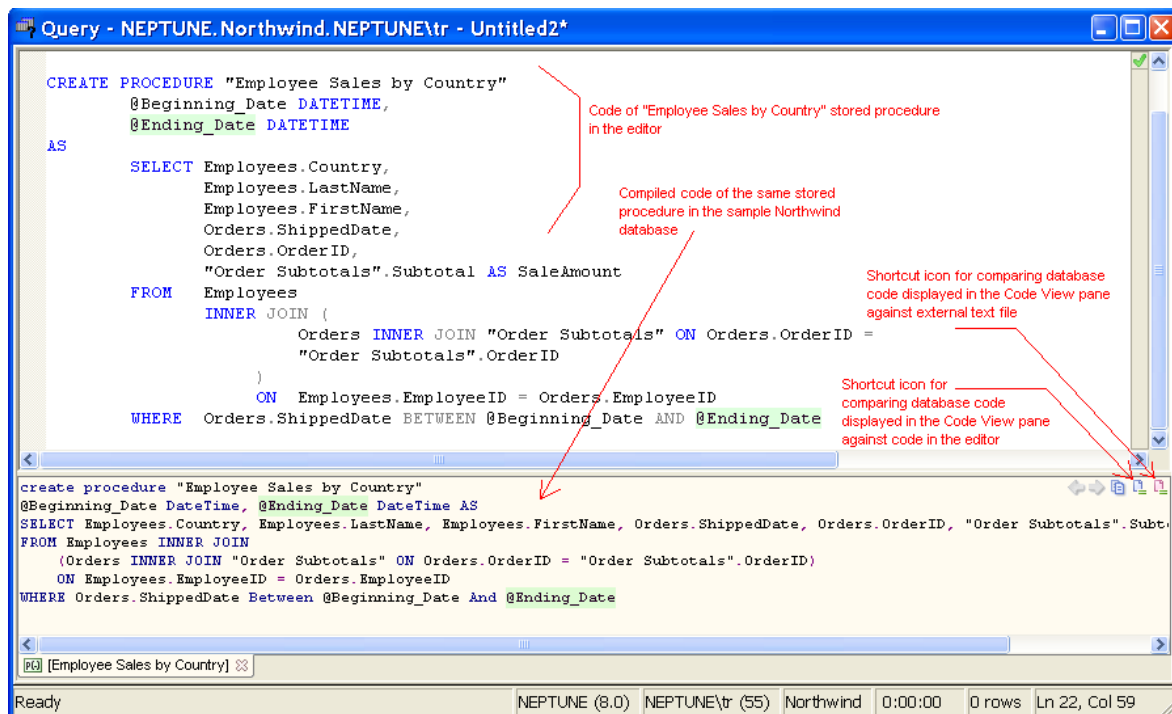 Query - NEPTUNE.Northwind.NEPTUNE\tr - Untitled2*
CREATE PROCEDURE "Employee Sales by Country"
@Beginning_Date DATETIME,
@Ending_Date DATETIME
AS
SELECT Employees.Country,
Employees.LastName,
Employees.FirstName,
Orders.ShippedDate,
Orders.OrderID,
"Order Subtotals".Subtotal AS SaleAmount
FROM Employees
INNER JOIN (
Orders INNER JOIN "Order Subtotals" ON Orders.OrderID =
"Order Subtotals".OrderID
)
ON Employees.EmployeeID = Orders.EmployeeID
WHERE Orders.ShippedDate BETWEEN @Beginning_Date AND @Ending_Date
Code of "Employee Sales by Country" stored procedure
in the editor
Compiled code of the same stored
procedure in the sample Northwind
database
Shortcut icon for comparing database
code displayed in the Code View pane
against external text file
Shortcut icon for
comparing database code
displayed in the Code View pane
against code in the editor
create procedure "Employee Sales by Country"
@Beginning_Date DateTime, @Ending_Date DateTime AS
SELECT Employees.Country, Employees.LastName, Employees.FirstName, Orders.ShippedDate, Orders.OrderID, "Order Subtotals".Subt
FROM Employees INNER JOIN
(Orders INNER JOIN "Order Subtotals" ON Orders.OrderID = "Order Subtotals".OrderID)
ON Employees.EmployeeID = Orders.EmployeeID
WHERE Orders.ShippedDate Between @Beginning_Date And @Ending_Date
P() [Employee Sales by Country]
Ready NEPTUNE (8.0) NEPTUNE\tr (55) Northwind 0:00:00 0 rows Ln 22, Col 59